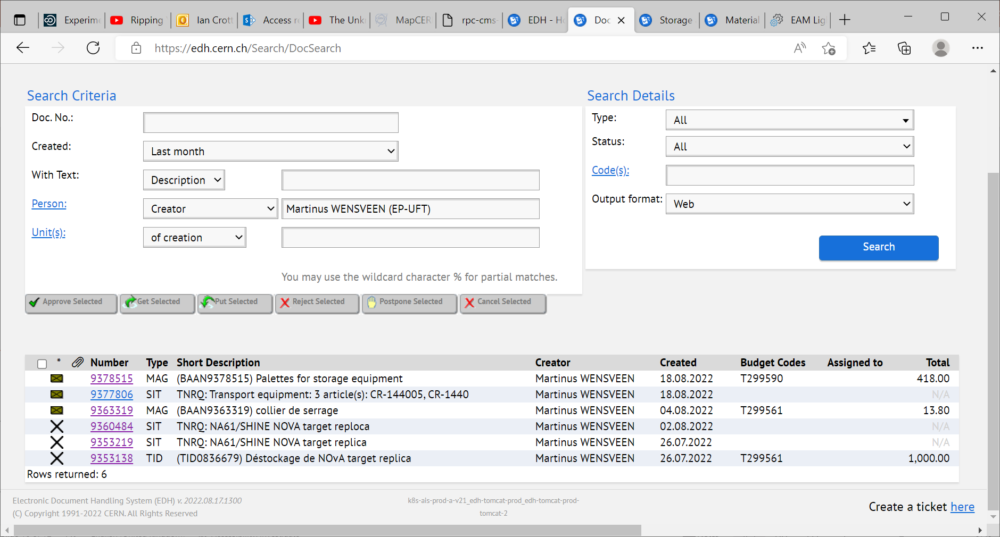 Experime Ripping Ian Crott Access re The Unk MapCER rpc-cms- EDH - Ho Doc Storage Material EAM Lig
https://edh.cern.ch/Search/DocSearch
Search Criteria
Search Details
Doc. No.:
Type: All
Created: Last month
Status: All
With Text: Description
Code(s):
Person: Creator Martinus WENSVEEN (EP-UFT)
Output format: Web
Unit(s): of creation
Search
You may use the wildcard character % for partial matches.
Approve Selected Get Selected Put Selected Reject Selected Postpone Selected Cancel Selected
* Number Type Short Description Creator Created Budget Codes Assigned to Total
9378515 MAG (BAAN9378515) Palettes for storage equipment Martinus WENSVEEN 18.08.2022 T299590 418.00
9377806 SIT TNRQ: Transport equipment: 3 article(s): CR-144005, CR-1440 Martinus WENSVEEN 18.08.2022 N/A
9363319 MAG (BAAN9363319) collier de serrage Martinus WENSVEEN 04.08.2022 T299561 13.80
9360484 SIT TNRQ: NA61/SHINE NOVA target reploca Martinus WENSVEEN 02.08.2022 N/A
9353219 SIT TNRQ: NA61/SHINE NOVA target replica Martinus WENSVEEN 26.07.2022 N/A
9353138 TID (TID0836679) Déstockage de NOvA target replica Martinus WENSVEEN 26.07.2022 T299561 1,000.00
Rows returned: 6
Electronic Document Handling System (EDH) v. 2022.08.17.1300
(C) Copyright 1991-2022 CERN. All Rights Reserved
k8s-ais-prod-a-v21_edh-tomcat-prod_edh-tomcat-prod-
tomcat-2
Create a ticket here